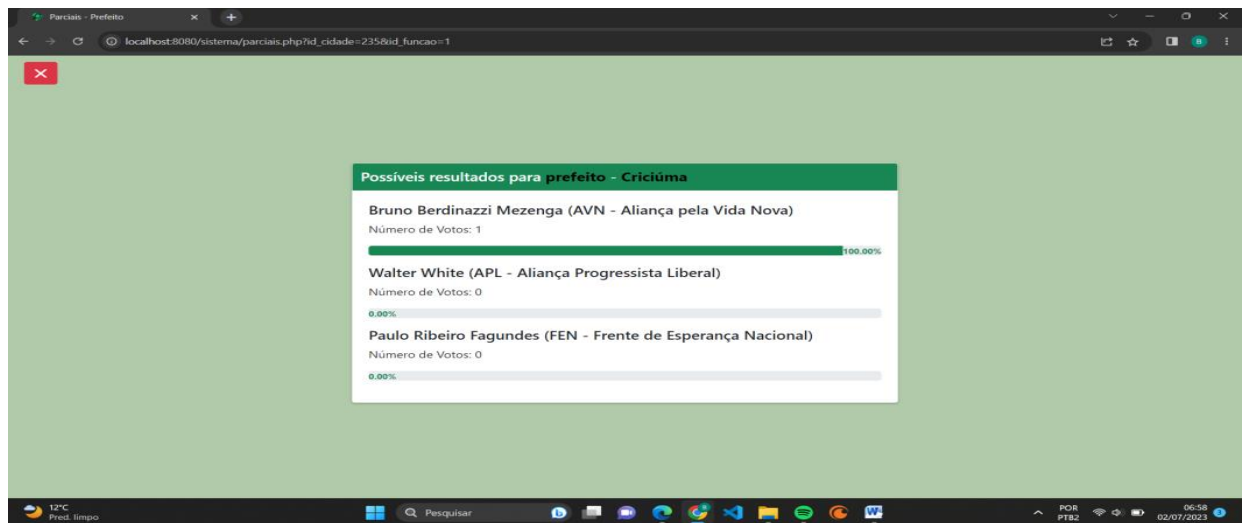 Parciais - Prefeito
localhost:8080/sistema/parciais.php?id_cidade=235&id_funcao=1
B
Possíveis resultados para prefeito - Criciúma
Bruno Berdinazzi Mezenga (AVN - Aliança pela Vida Nova)
Número de Votos: 1
100.00%
Walter White (APL - Aliança Progressista Liberal)
Número de Votos: 0
0.00%
Paulo Ribeiro Fagundes (FEN - Frente de Esperança Nacional)
Número de Votos: 0
0.00%
12°C
Pred. limpo
Pesquisar
POR
PTB2
06:58
02/07/2023
3